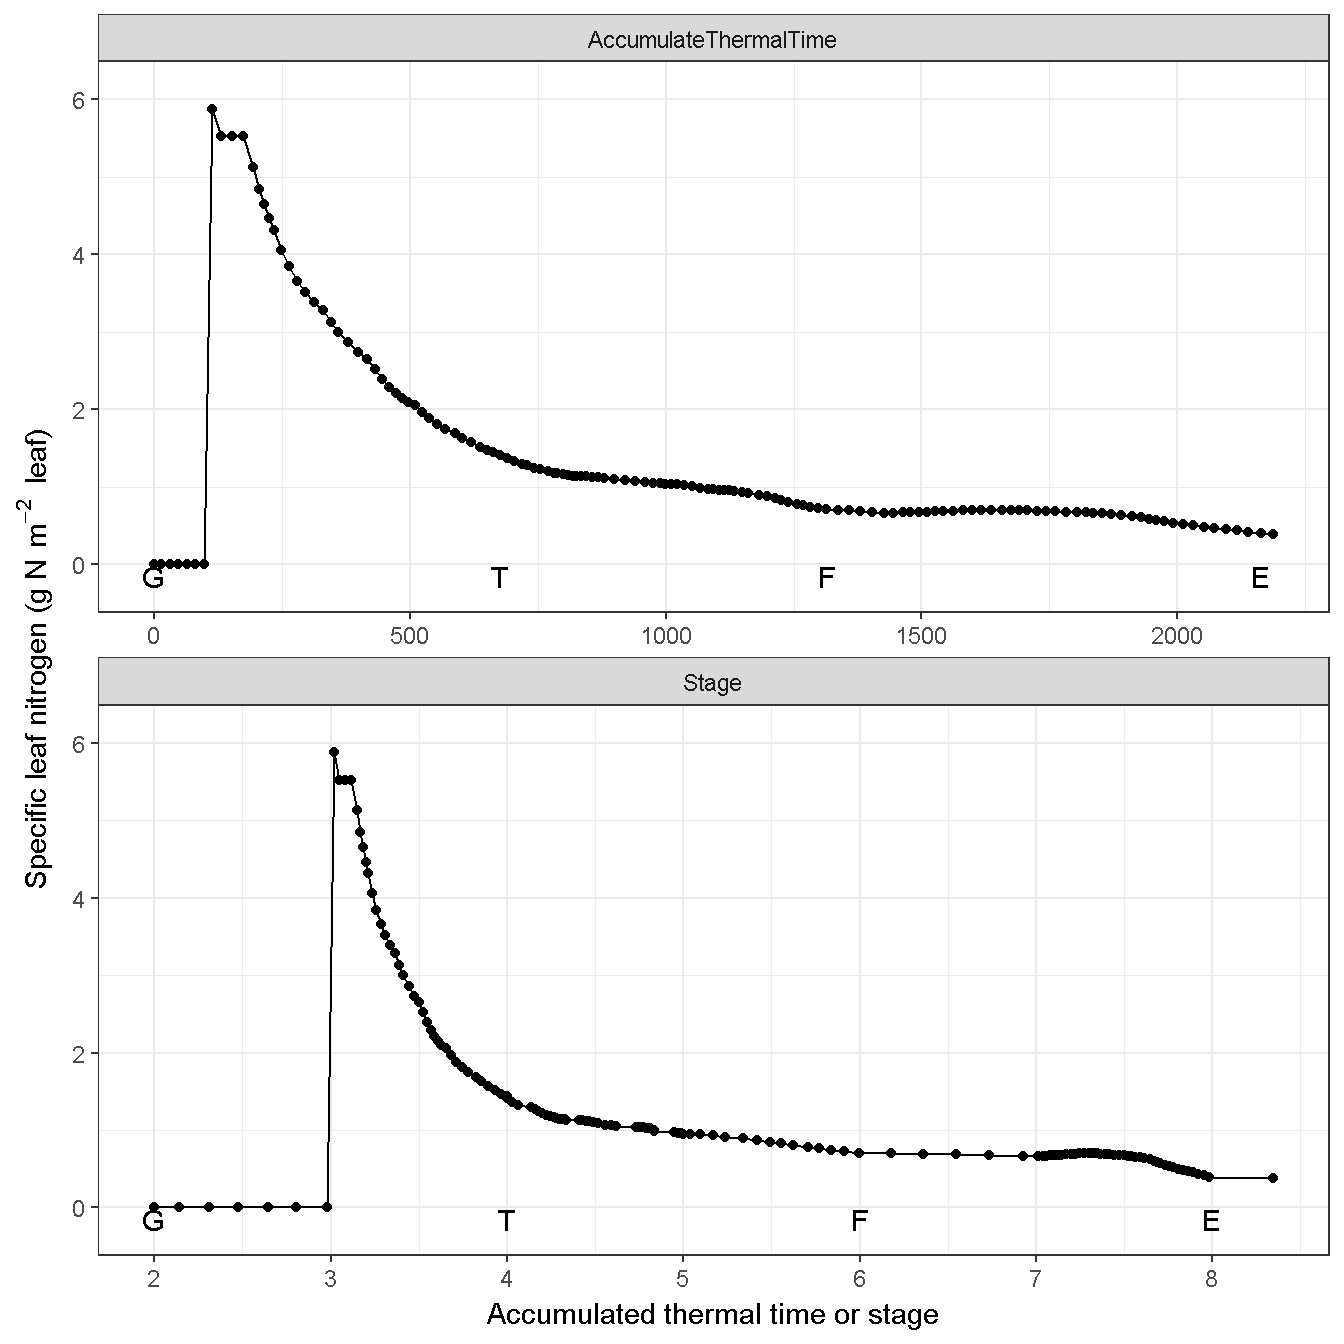 AccumulateThermalTime
6
4
2
0
G T F E
0 500 1000 1500 2000
Specific leaf nitrogen (g N m⁻² leaf)
Stage
6
4
2
0
G T F E
2 3 4 5 6 7 8
Accumulated thermal time or stage